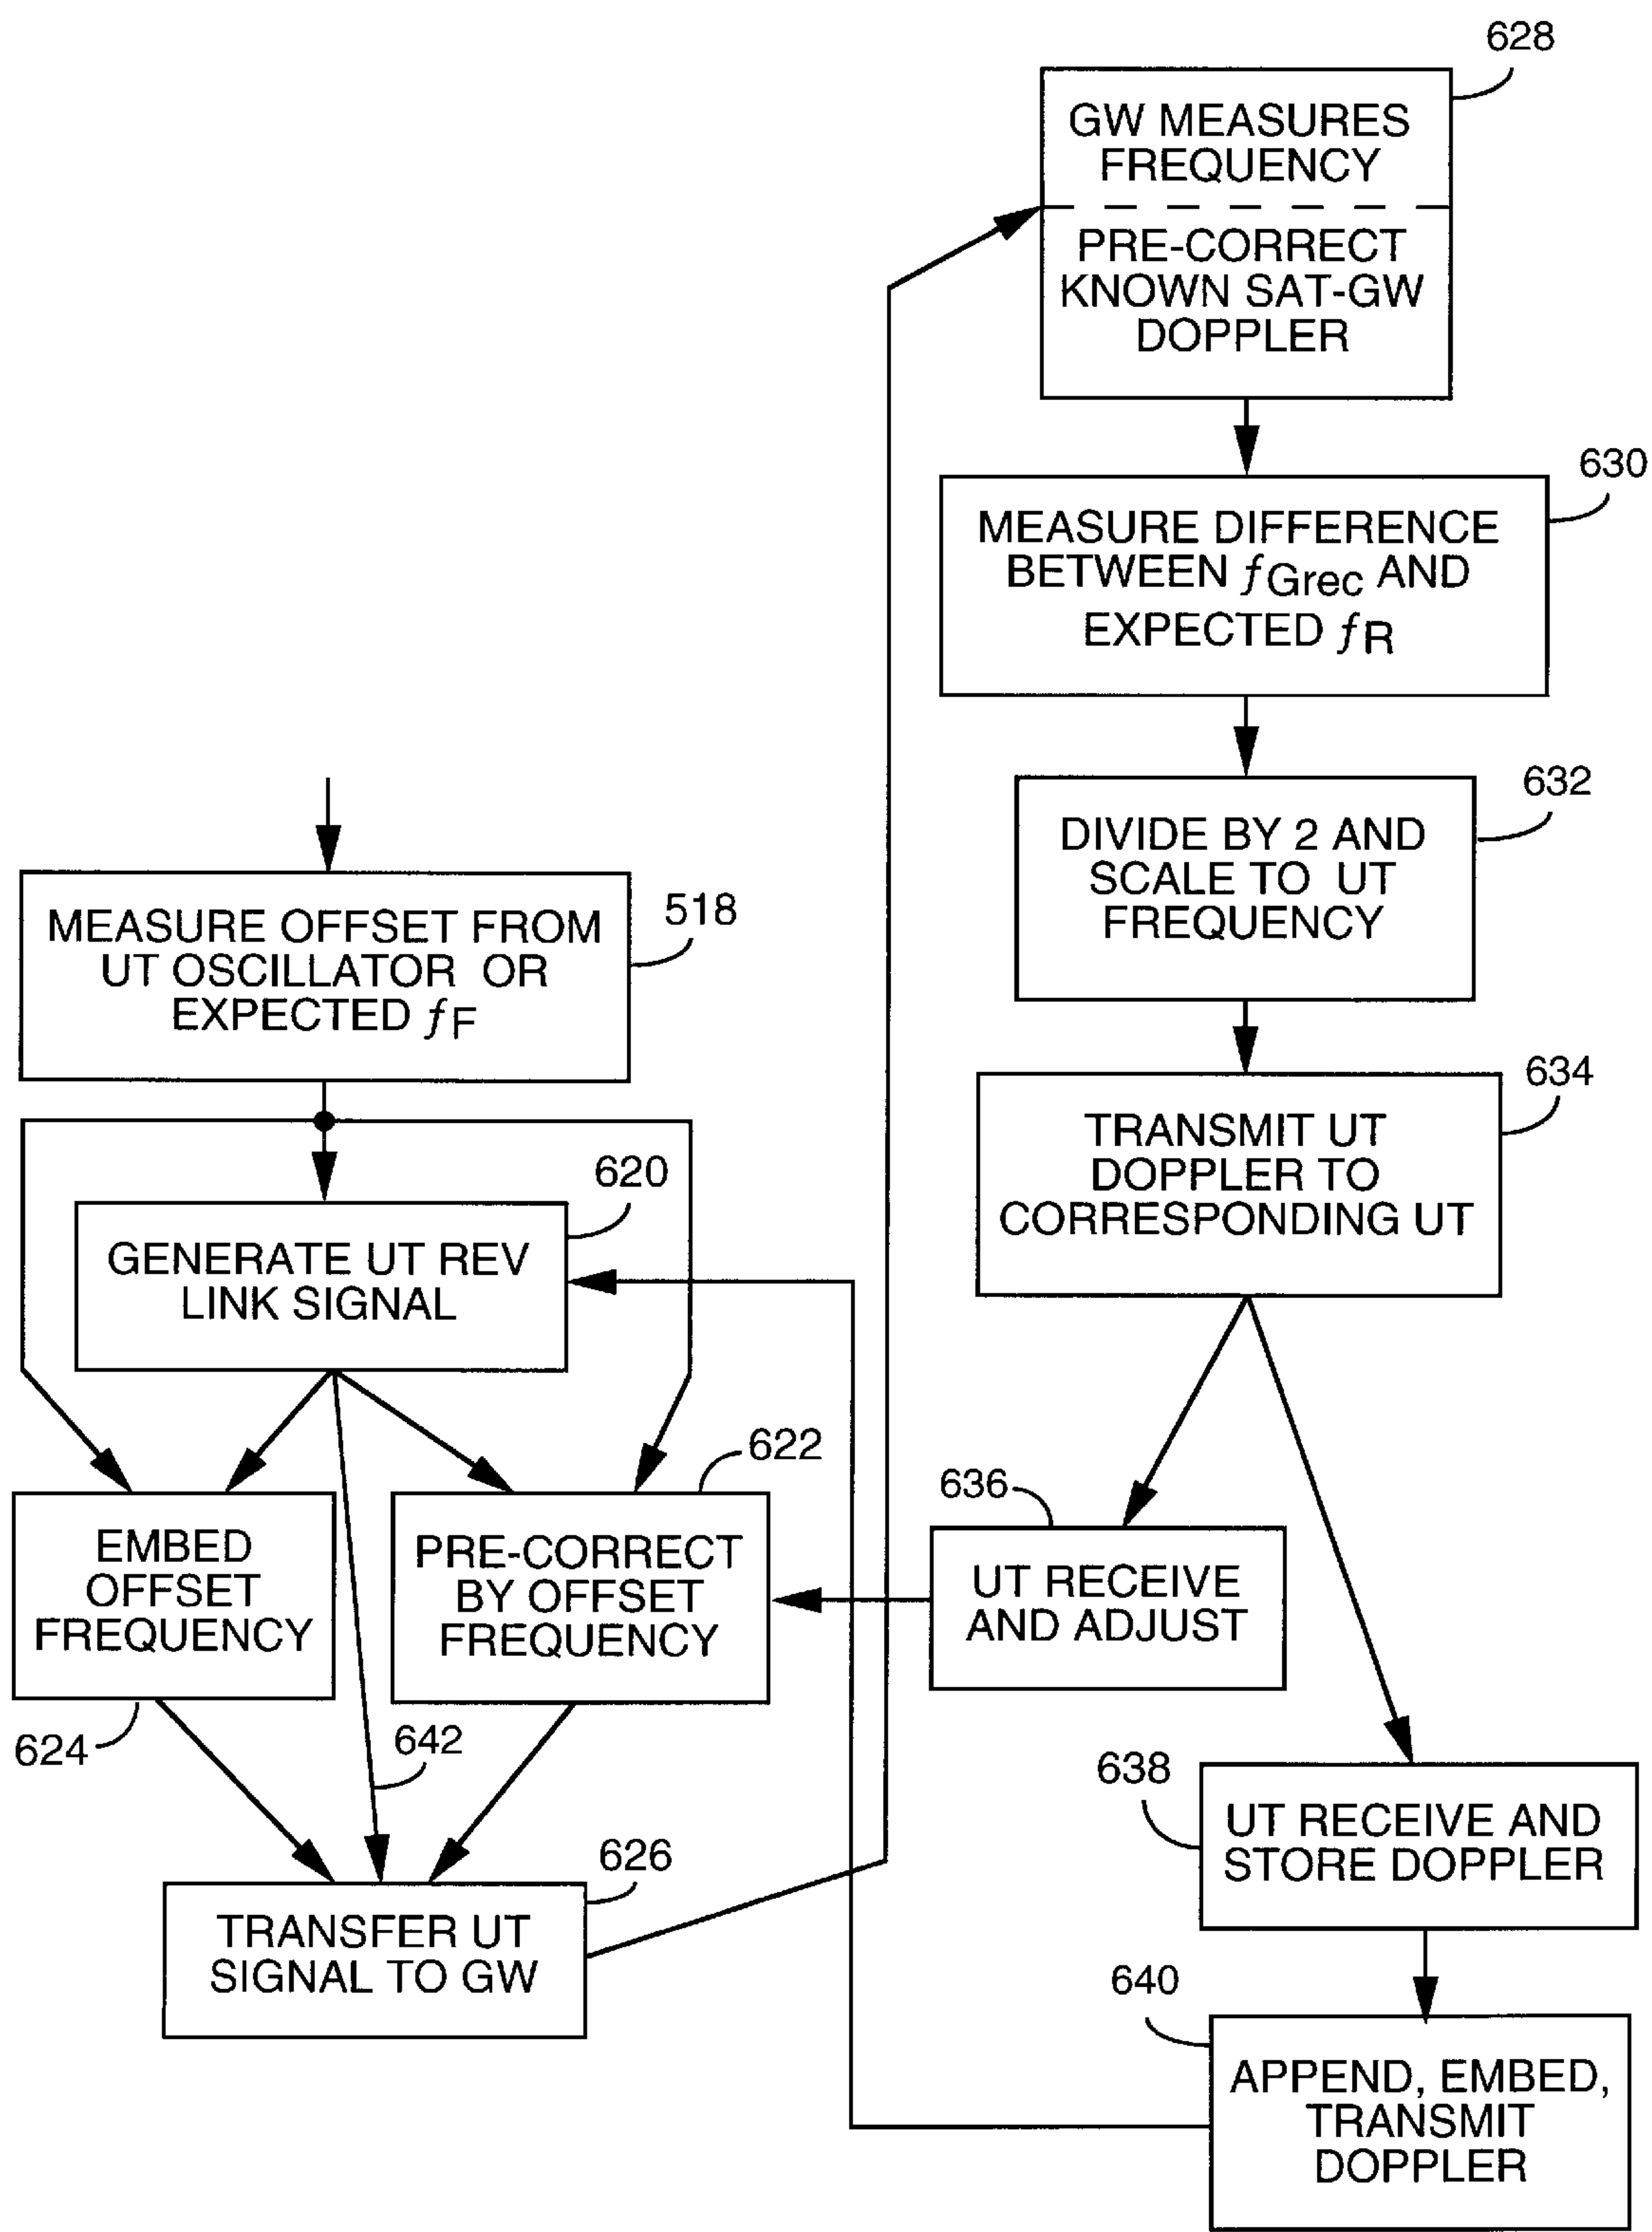 628
GW MEASURES
FREQUENCY
PRE-CORRECT
KNOWN SAT-GW
DOPPLER
630
MEASURE DIFFERENCE
BETWEEN fGrec AND
EXPECTED fR
632
DIVIDE BY 2 AND
SCALE TO UT
FREQUENCY
518
MEASURE OFFSET FROM
UT OSCILLATOR OR
EXPECTED fF
634
TRANSMIT UT
DOPPLER TO
CORRESPONDING UT
620
GENERATE UT REV
LINK SIGNAL
622
636
EMBED
OFFSET
FREQUENCY
PRE-CORRECT
BY OFFSET
FREQUENCY
UT RECEIVE
AND ADJUST
624
642
638
UT RECEIVE AND
STORE DOPPLER
626
TRANSFER UT
SIGNAL TO GW
640
APPEND, EMBED,
TRANSMIT
DOPPLER